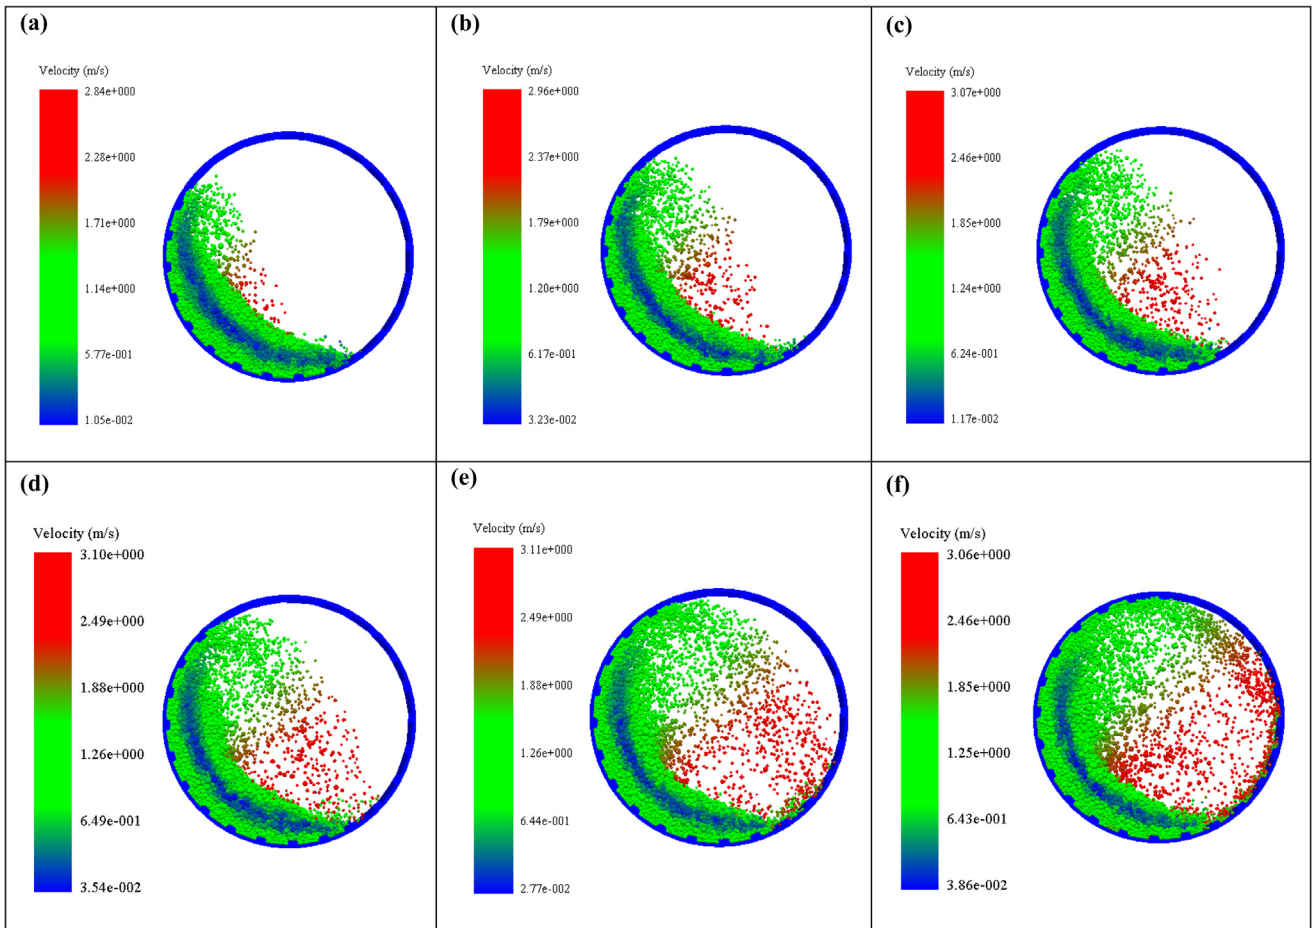 (a)
Velocity (m/s)
2.84e+000
2.28e+000
1.71e+000
1.14e+000
5.77e-001
1.05e-002
(b)
Velocity (m/s)
2.96e+000
2.37e+000
1.79e+000
1.20e+000
6.17e-001
3.23e-002
(c)
Velocity (m/s)
3.07e+000
2.46e+000
1.85e+000
1.24e+000
6.24e-001
1.17e-002
(d)
Velocity (m/s)
3.10e+000
2.49e+000
1.88e+000
1.26e+000
6.49e-001
3.54e-002
(e)
Velocity (m/s)
3.11e+000
2.49e+000
1.88e+000
1.26e+000
6.44e-001
2.77e-002
(f)
Velocity (m/s)
3.06e+000
2.46e+000
1.85e+000
1.25e+000
6.43e-001
3.86e-002